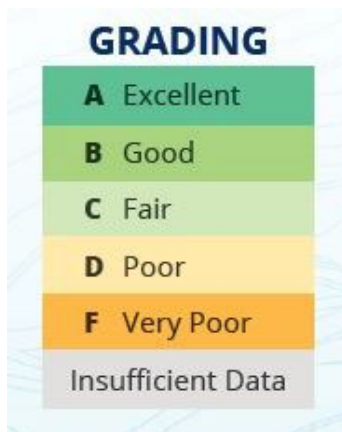 GRADING
A Excellent
B Good
C Fair
D Poor
F Very Poor
Insufficient Data